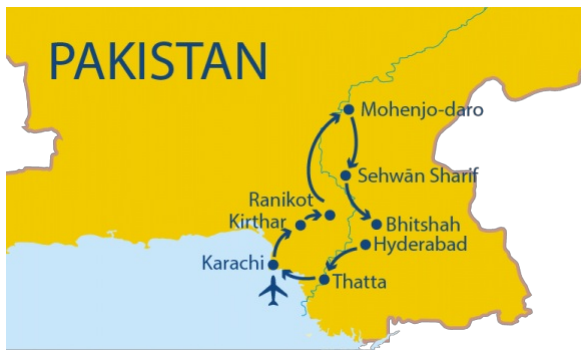 PAKISTAN
Mohenjo-daro
Sehwān Sharif
Ranikot
Kirthar
Bhitshah
Hyderabad
Karachi
Thatta